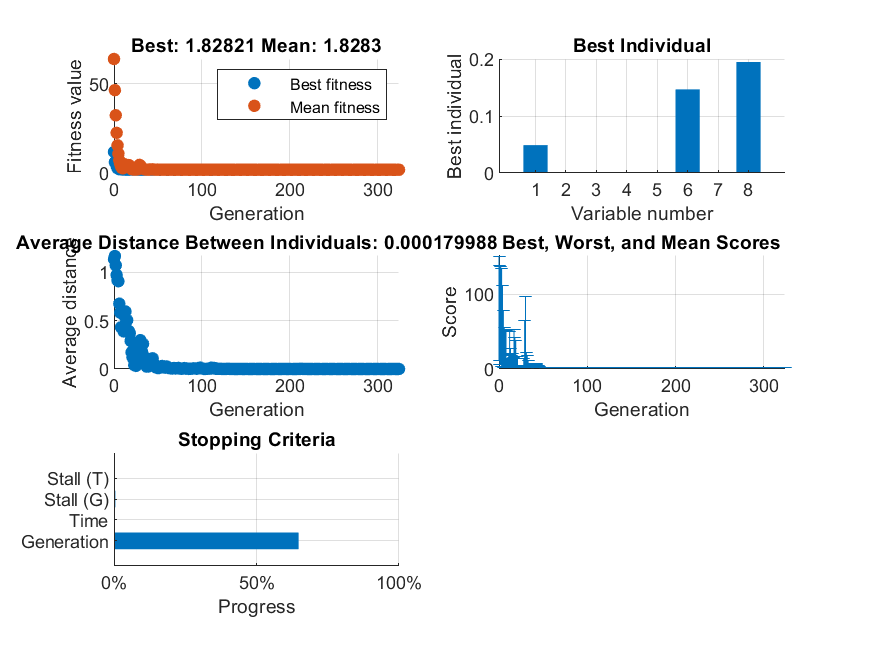 Best: 1.82821 Mean: 1.8283
Fitness value
50
0
Best fitness
Mean fitness
0 100 200 300
Generation
Best Individual
Best individual
0.2
0.1
0
1 2 3 4 5 6 7 8
Variable number
Average Distance Between Individuals: 0.000179988
Average distance
1
0.5
0
0 100 200 300
Generation
Best, Worst, and Mean Scores
Score
100
0
0 100 200 300
Generation
Stopping Criteria
Stall (T)
Stall (G)
Time
Generation
0% 50% 100%
Progress